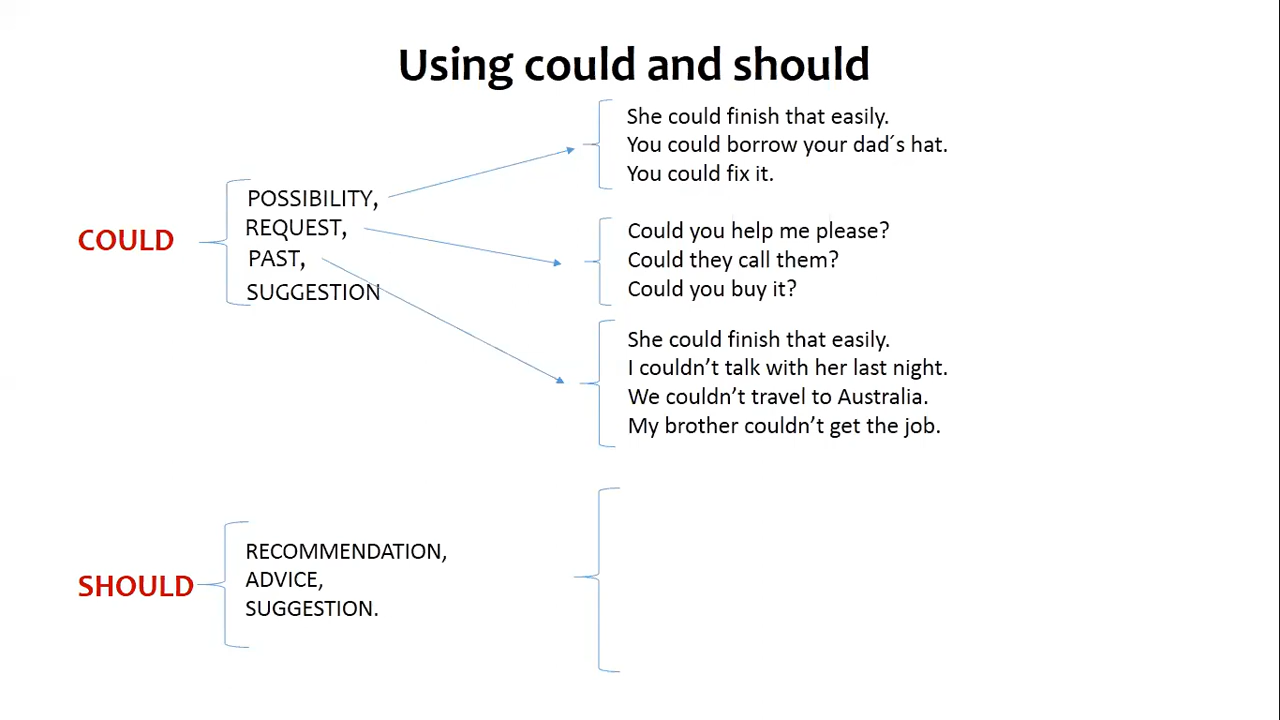 Using could and should
COULD
POSSIBILITY,
REQUEST,
PAST,
SUGGESTION
She could finish that easily.
You could borrow your dad´s hat.
You could fix it.
Could you help me please?
Could they call them?
Could you buy it?
She could finish that easily.
I couldn’t talk with her last night.
We couldn’t travel to Australia.
My brother couldn’t get the job.
SHOULD
RECOMMENDATION,
ADVICE,
SUGGESTION.